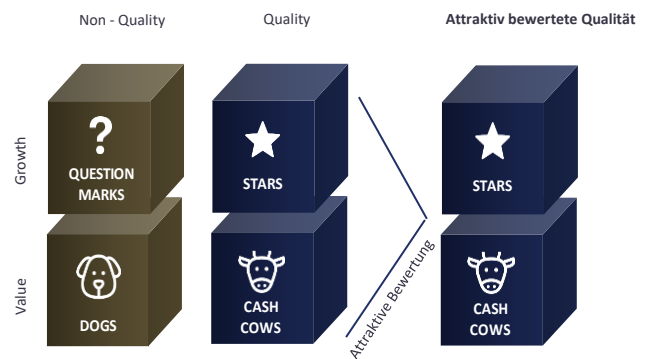 Non - Quality
Quality
Attraktiv bewertete Qualität
Growth
?
QUESTION
MARKS
STARS
STARS
Value
DOGS
CASH
COWS
Attraktive Bewertung
CASH
COWS